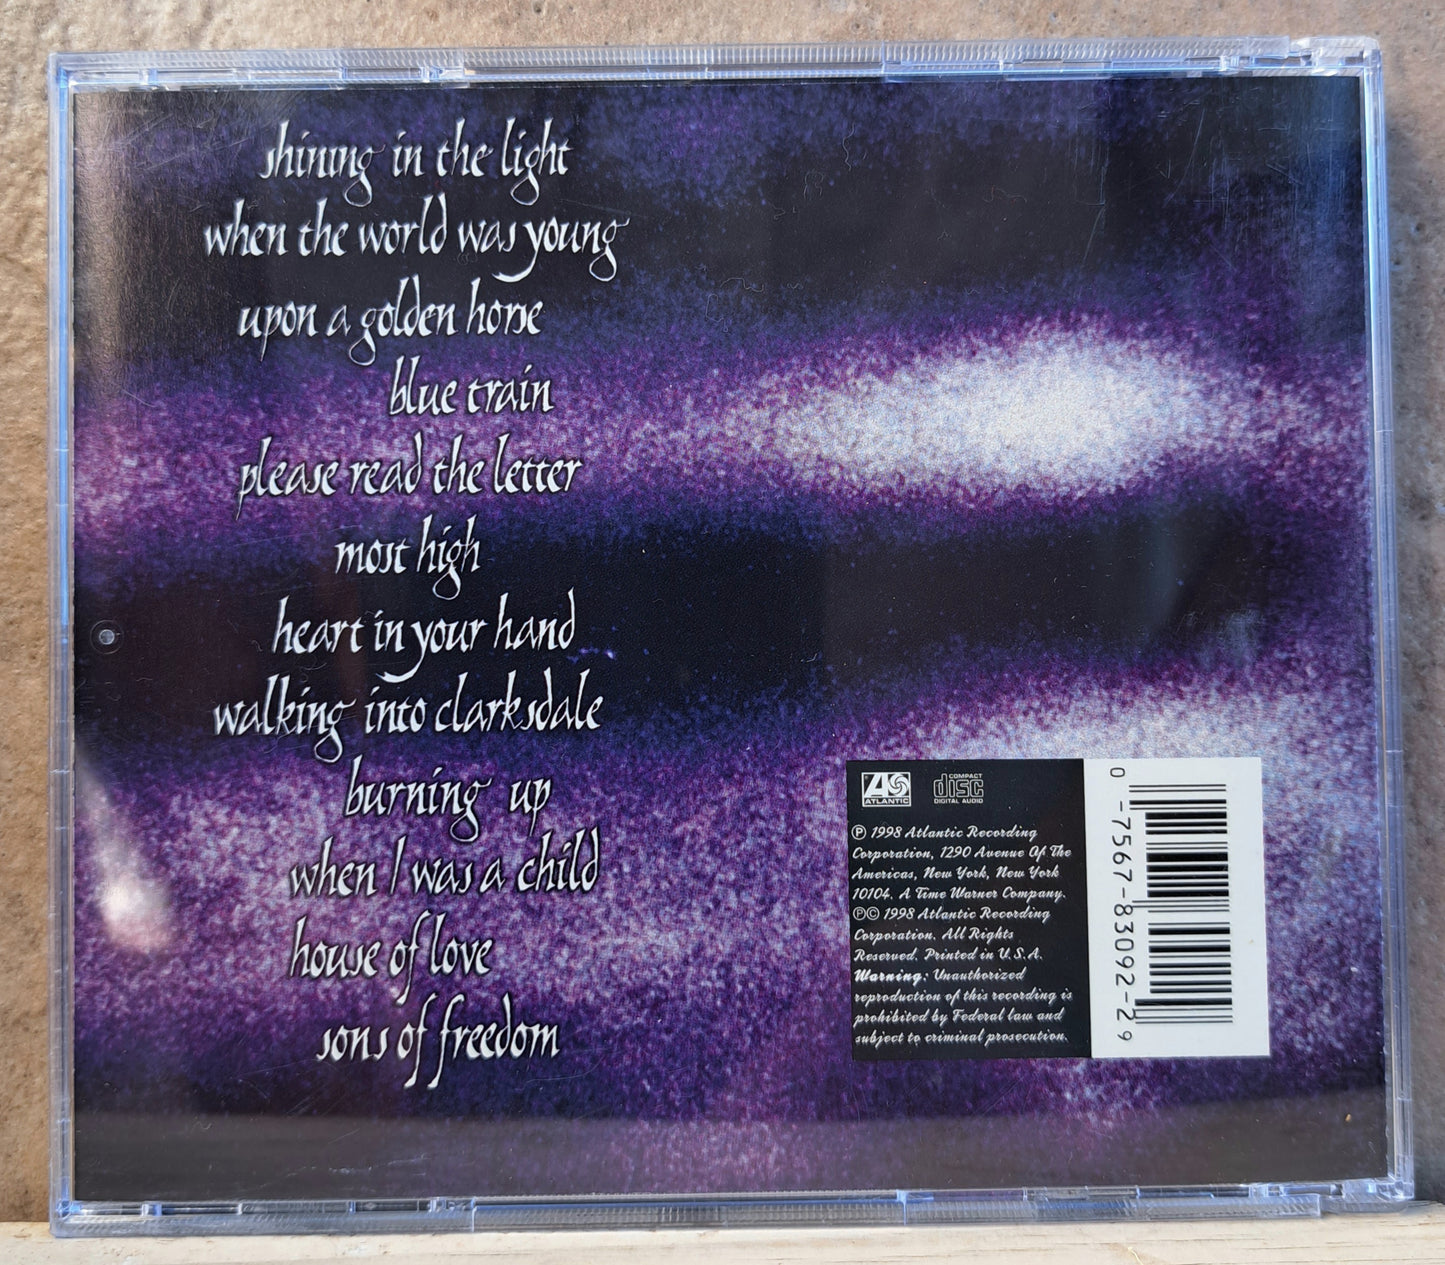 shining in the light
when the world was young
upon a golden horse
blue train
please read the letter
most high
heart in your hand
walking into clarksdale
burning up
when I was a child
house of love
sons of freedom
ATLANTIC
COMPACT
disc
DIGITAL AUDIO
℗ 1998 Atlantic Recording
Corporation, 1290 Avenue Of The
Americas, New York, New York
10104. A Time Warner Company.
℗© 1998 Atlantic Recording
Corporation. All Rights
Reserved. Printed in U.S.A.
Warning: Unauthorized
reproduction of this recording is
prohibited by Federal law and
subject to criminal prosecution.
0 -7567-83092-2 9